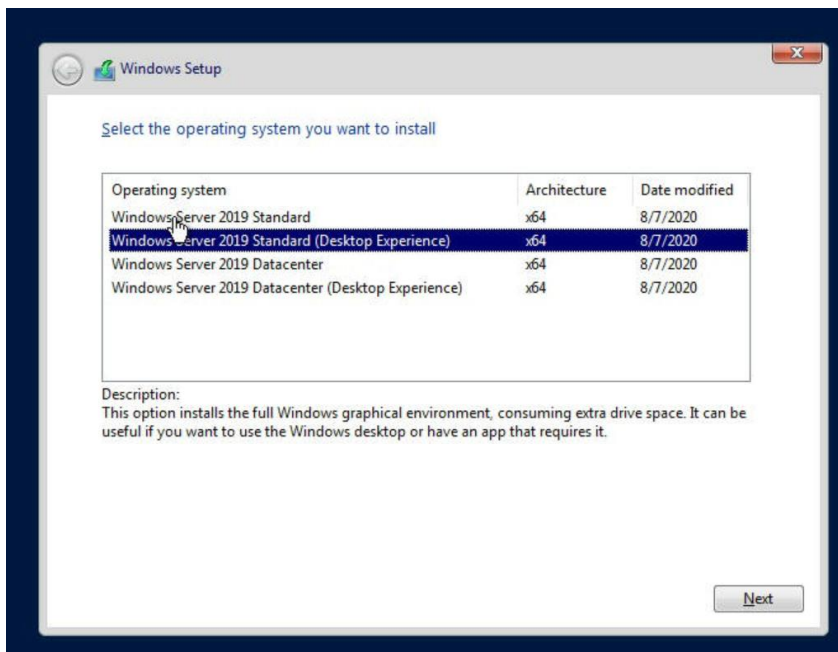 Windows Setup
Select the operating system you want to install
Operating system Architecture Date modified
Windows Server 2019 Standard x64 8/7/2020
Windows Server 2019 Standard (Desktop Experience) x64 8/7/2020
Windows Server 2019 Datacenter x64 8/7/2020
Windows Server 2019 Datacenter (Desktop Experience) x64 8/7/2020
Description:
This option installs the full Windows graphical environment, consuming extra drive space. It can be
useful if you want to use the Windows desktop or have an app that requires it.
Next